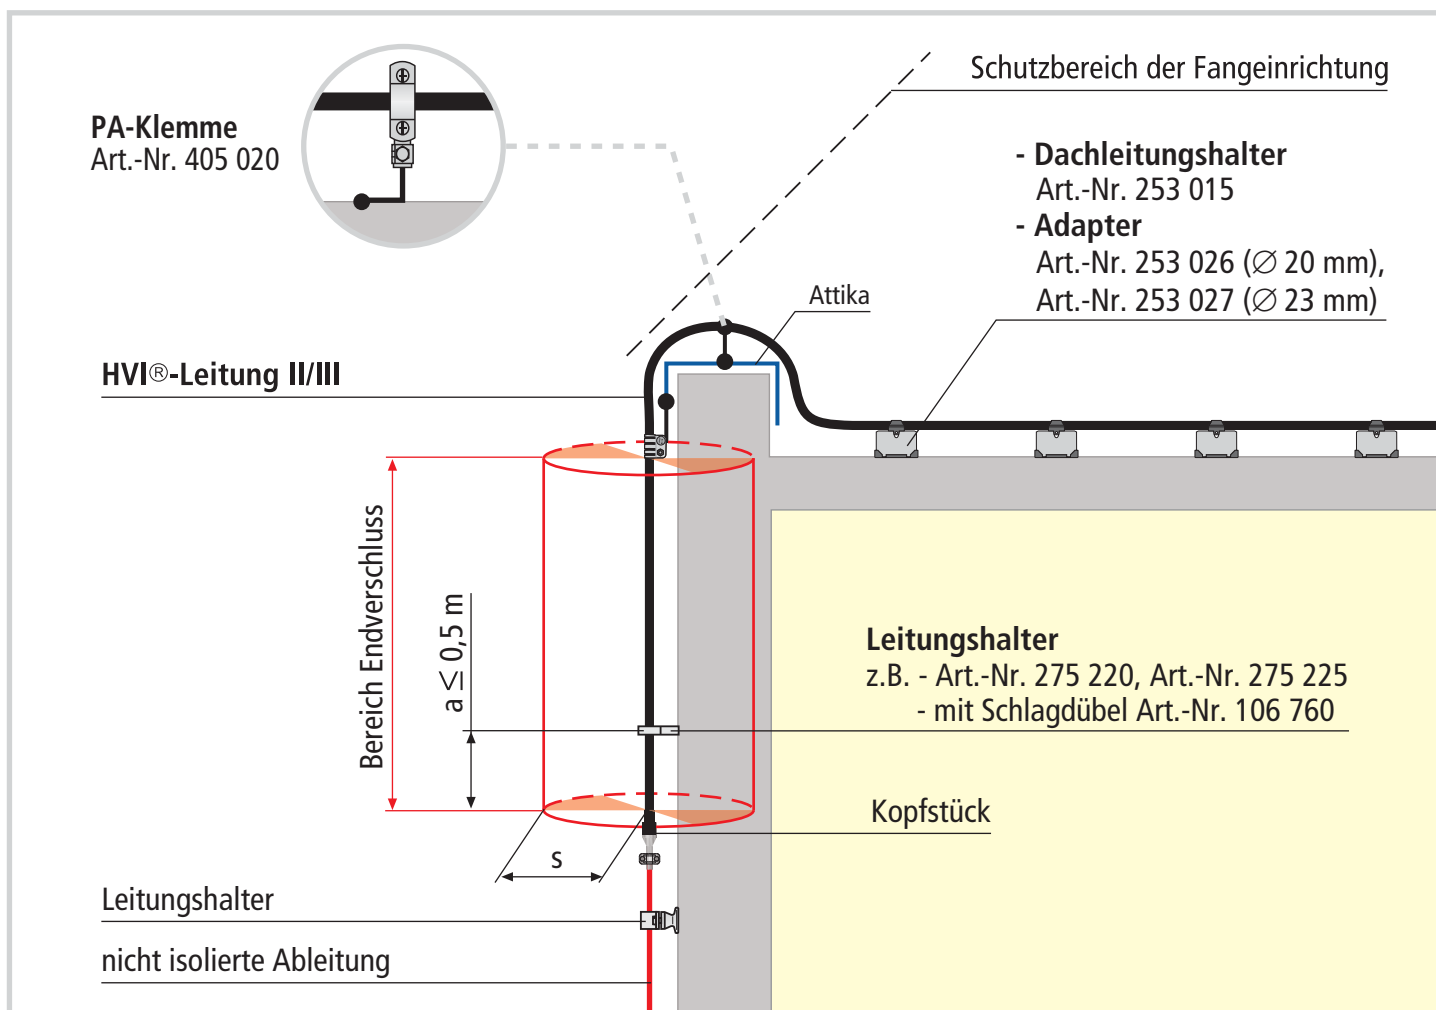 Schutzbereich der Fangeinrichtung
PA-Klemme
Art.-Nr. 405 020
- Dachleitungshalter
Art.-Nr. 253 015
- Adapter
Art.-Nr. 253 026 (∅ 20 mm),
Art.-Nr. 253 027 (∅ 23 mm)
Attika
HVI®-Leitung II/III
Bereich Endverschluss
a ≤ 0,5 m
Leitungshalter
z.B. - Art.-Nr. 275 220, Art.-Nr. 275 225
- mit Schlagdübel Art.-Nr. 106 760
Kopfstück
s
Leitungshalter
nicht isolierte Ableitung